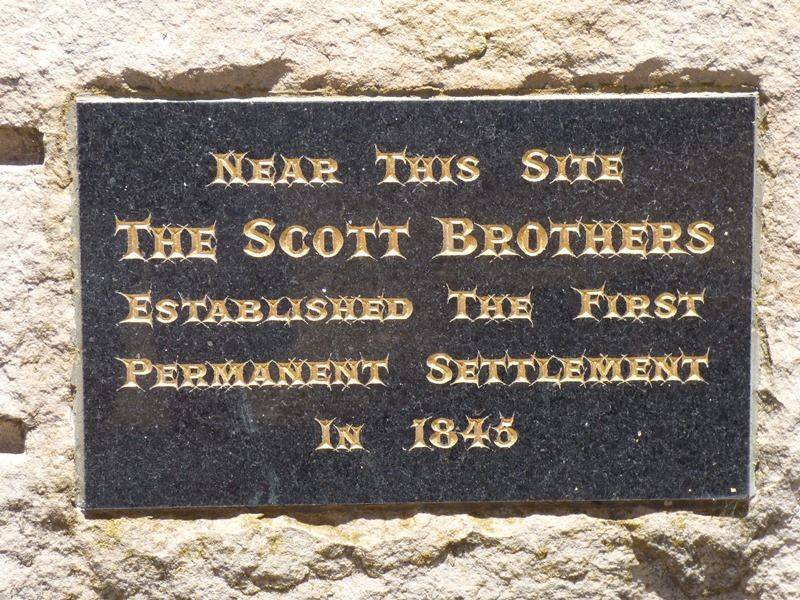 Near This Site
The Scott Brothers
Established The First
Permanent Settlement
In 1845